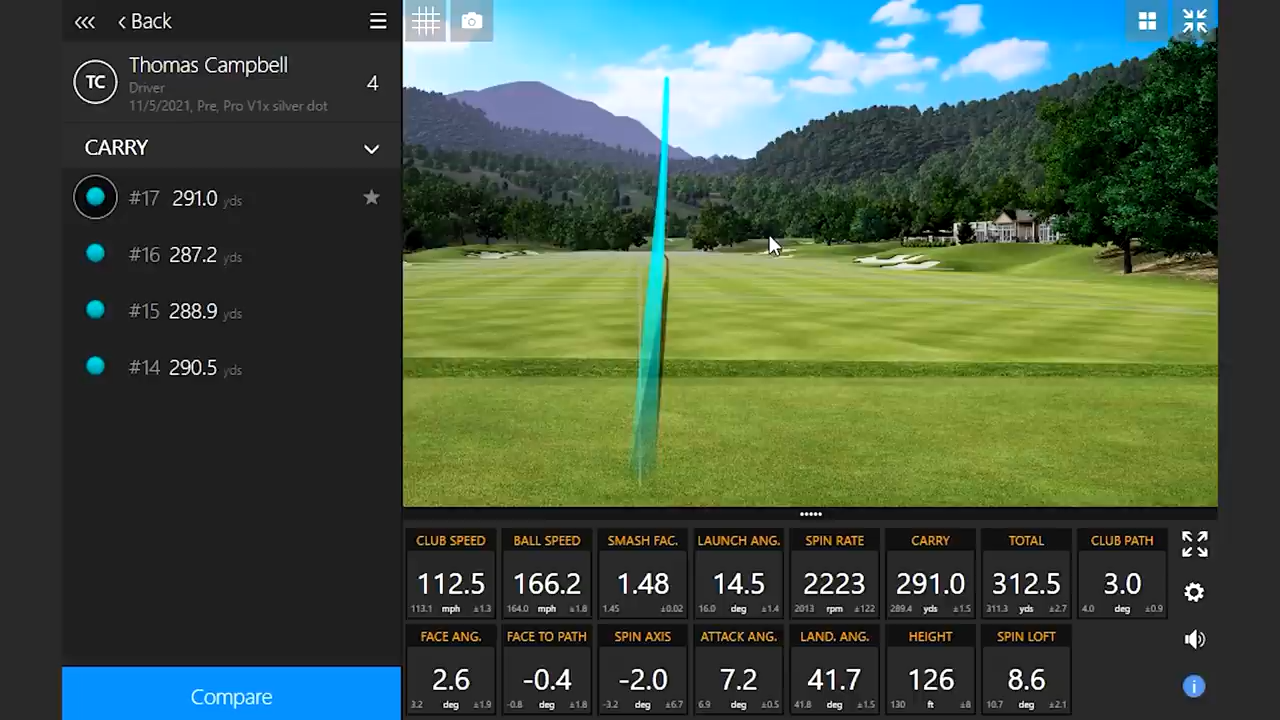 Back
TC
Thomas Campbell
Driver
11/5/2021, Pre, Pro V1x silver dot
4
CARRY
#17 291.0 yds
#16 287.2 yds
#15 288.9 yds
#14 290.5 yds
Compare
CLUB SPEED BALL SPEED SMASH FAC. LAUNCH ANG. SPIN RATE CARRY TOTAL CLUB PATH
112.5 166.2 1.48 14.5 2223 291.0 312.5 3.0
113.1 mph ±1.3 164.0 mph ±1.8 1.45 ±0.02 16.0 deg ±1.4 2013 rpm ±122 289.4 yds ±1.5 311.3 yds ±2.7 4.0 deg ±0.9
FACE ANG. FACE TO PATH SPIN AXIS ATTACK ANG. LAND. ANG. HEIGHT SPIN LOFT
2.6 -0.4 -2.0 7.2 41.7 126 8.6
3.2 deg ±1.9 -0.8 deg ±1.8 -3.2 deg ±6.7 6.9 deg ±0.5 41.8 deg ±1.5 130 ft ±8 10.7 deg ±2.1